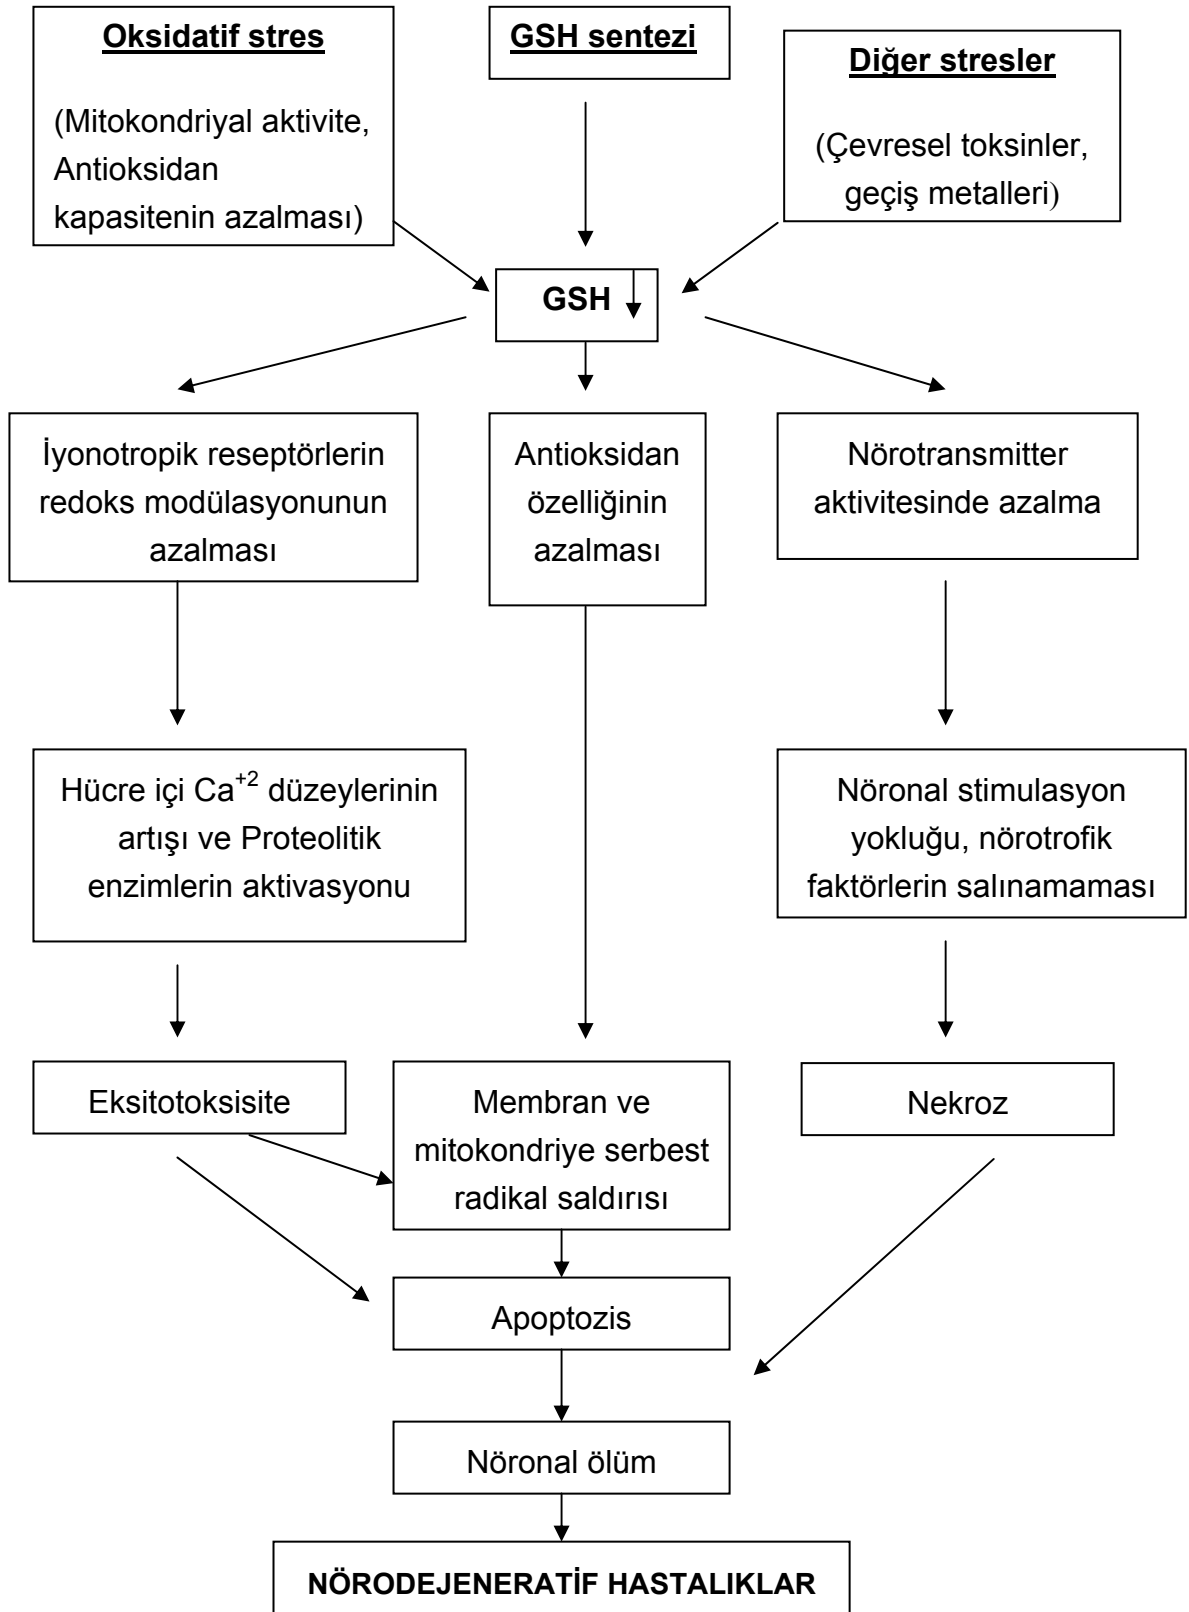 Oksidatif stres
(Mitokondriyal aktivite,
Antioksidan
kapasitenin azalması)
GSH sentezi
Diğer stresler
(Çevresel toksinler,
geçiş metalleri)
GSH
İyonotropik reseptörlerin
redoks modülasyonunun
azalması
Antioksidan
özelliğinin
azalması
Nörotransmitter
aktivitesinde azalma
Hücre içi Ca+2 düzeylerinin
artışı ve Proteolitik
enzimlerin aktivasyonu
Nöronal stimulasyon
yokluğu, nörotrofik
faktörlerin salınamaması
Eksitotoksisite
Membran ve
mitokondriye serbest
radikal saldırısı
Nekroz
Apoptozis
Nöronal ölüm
NÖRODEJENERATİF HASTALIKLAR